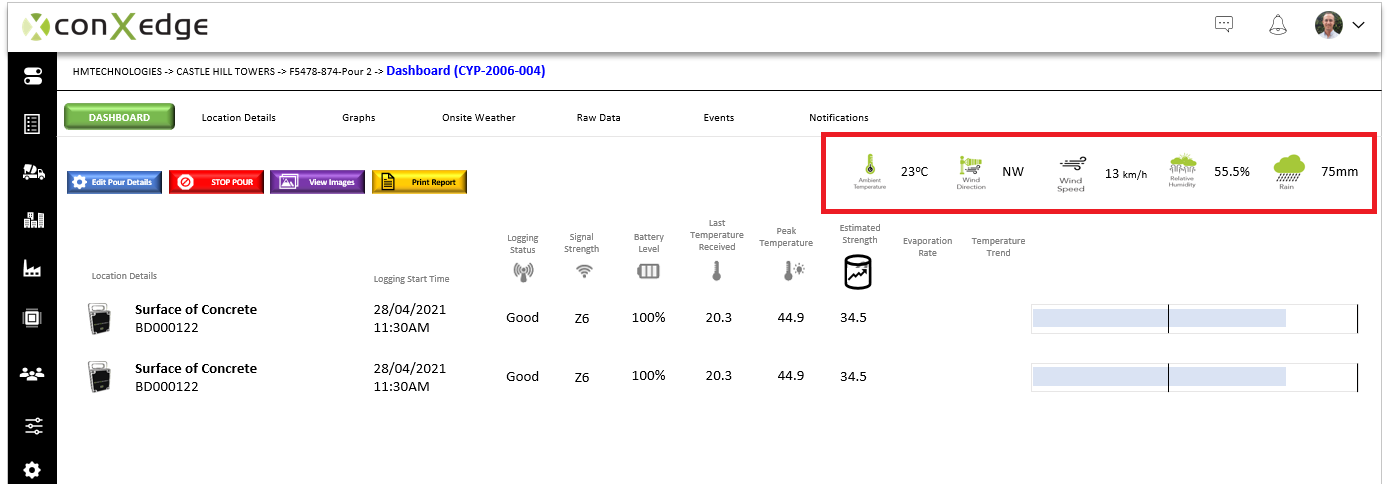 conXedge
HMTECHNOLOGIES -> CASTLE HILL TOWERS -> F5478-874-Pour 2 -> Dashboard (CYP-2006-004)
DASHBOARD Location Details Graphs Onsite Weather Raw Data Events Notifications
Edit Pour Details STOP POUR View Images Print Report
Ambient
Temperature
23ºC
Wind
Direction
NW
Wind
Speed
13 km/h
Relative
Humidity
55.5%
Rain
75mm
Location Details
Logging Start Time
Logging
Status
Signal
Strength
Battery
Level
Last
Temperature
Received
Peak
Temperature
Estimated
Strength
Evaporation
Rate
Temperature
Trend
Surface of Concrete
BD000122
28/04/2021
11:30AM
Good Z6 100% 20.3 44.9 34.5
Surface of Concrete
BD000122
28/04/2021
11:30AM
Good Z6 100% 20.3 44.9 34.5